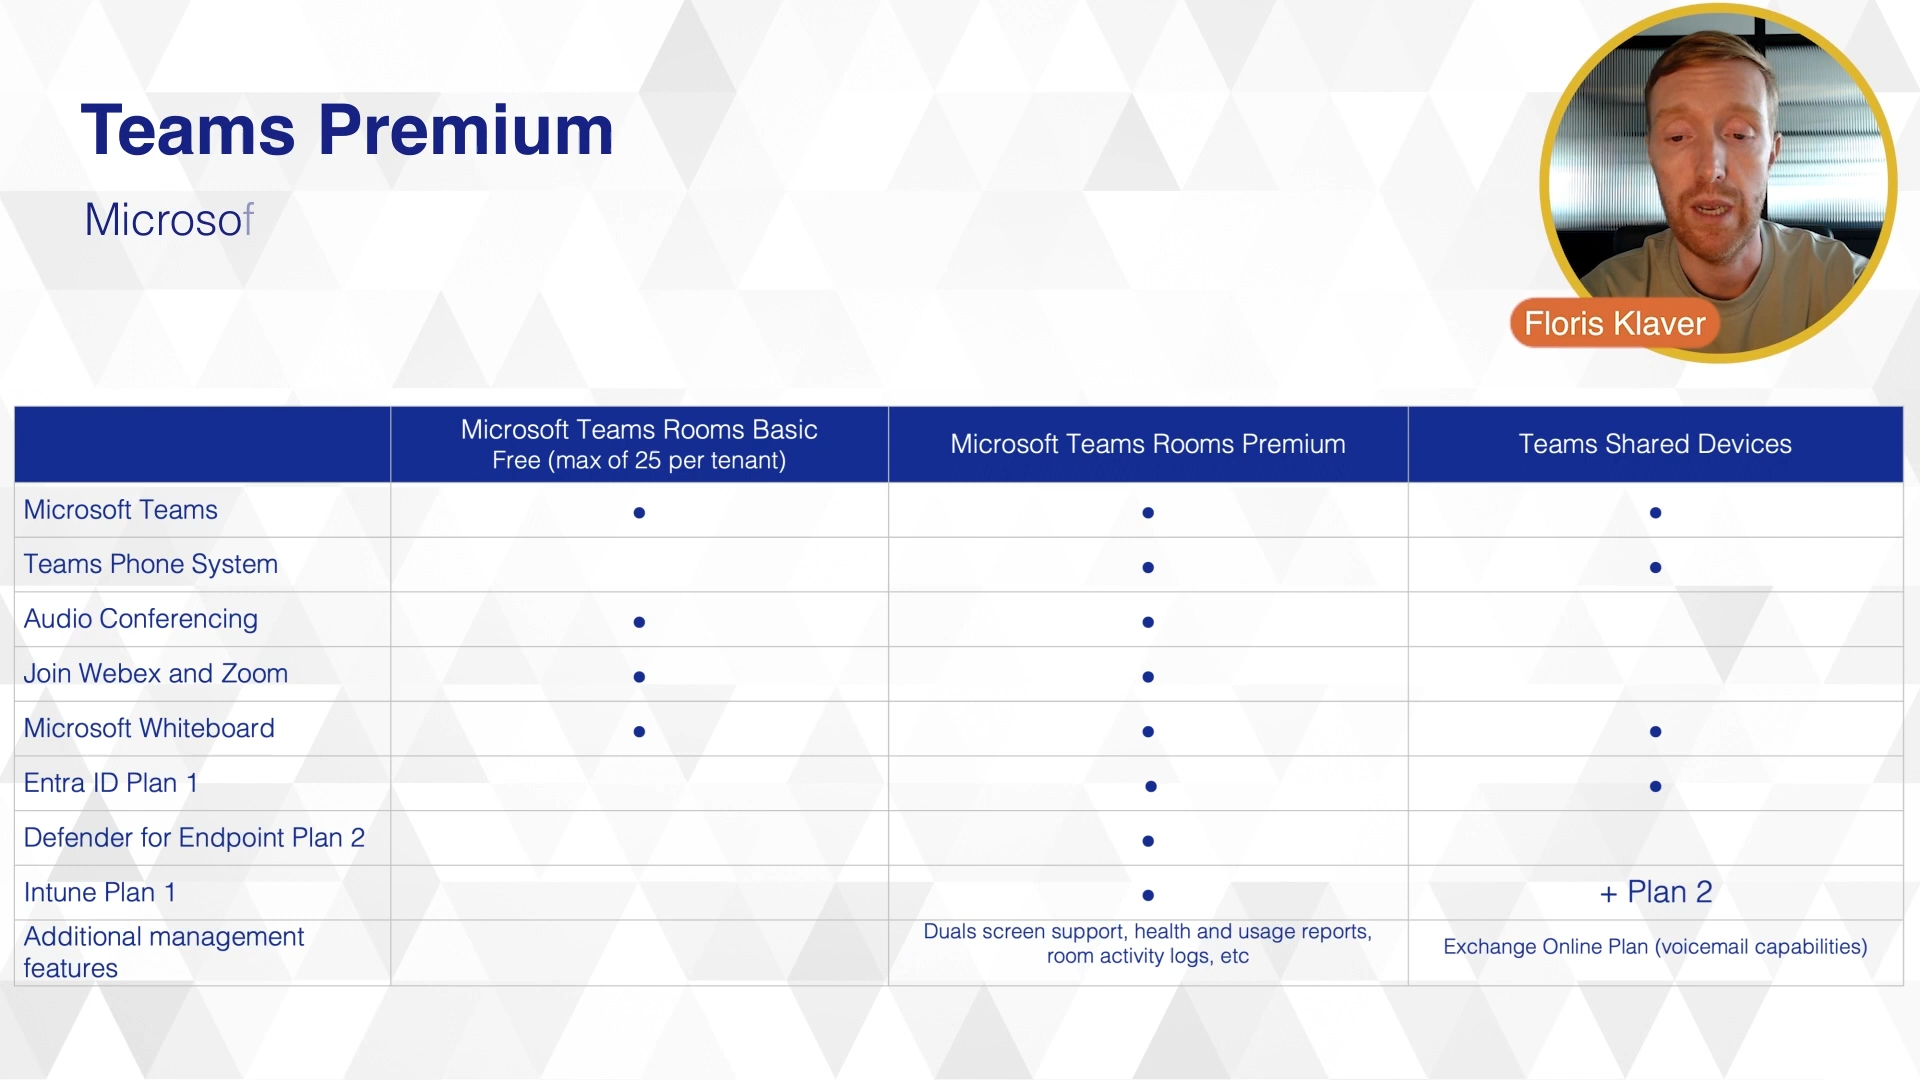 Teams Premium
Microsof
Floris Klaver
Microsoft Teams Rooms Basic
Free (max of 25 per tenant)
Microsoft Teams Rooms Premium
Teams Shared Devices
Microsoft Teams ● ● ●
Teams Phone System ● ●
Audio Conferencing ● ●
Join Webex and Zoom ● ●
Microsoft Whiteboard ● ● ●
Entra ID Plan 1 ● ●
Defender for Endpoint Plan 2 ●
Intune Plan 1 ● + Plan 2
Additional management
features
Duals screen support, health and usage reports,
room activity logs, etc
Exchange Online Plan (voicemail capabilities)